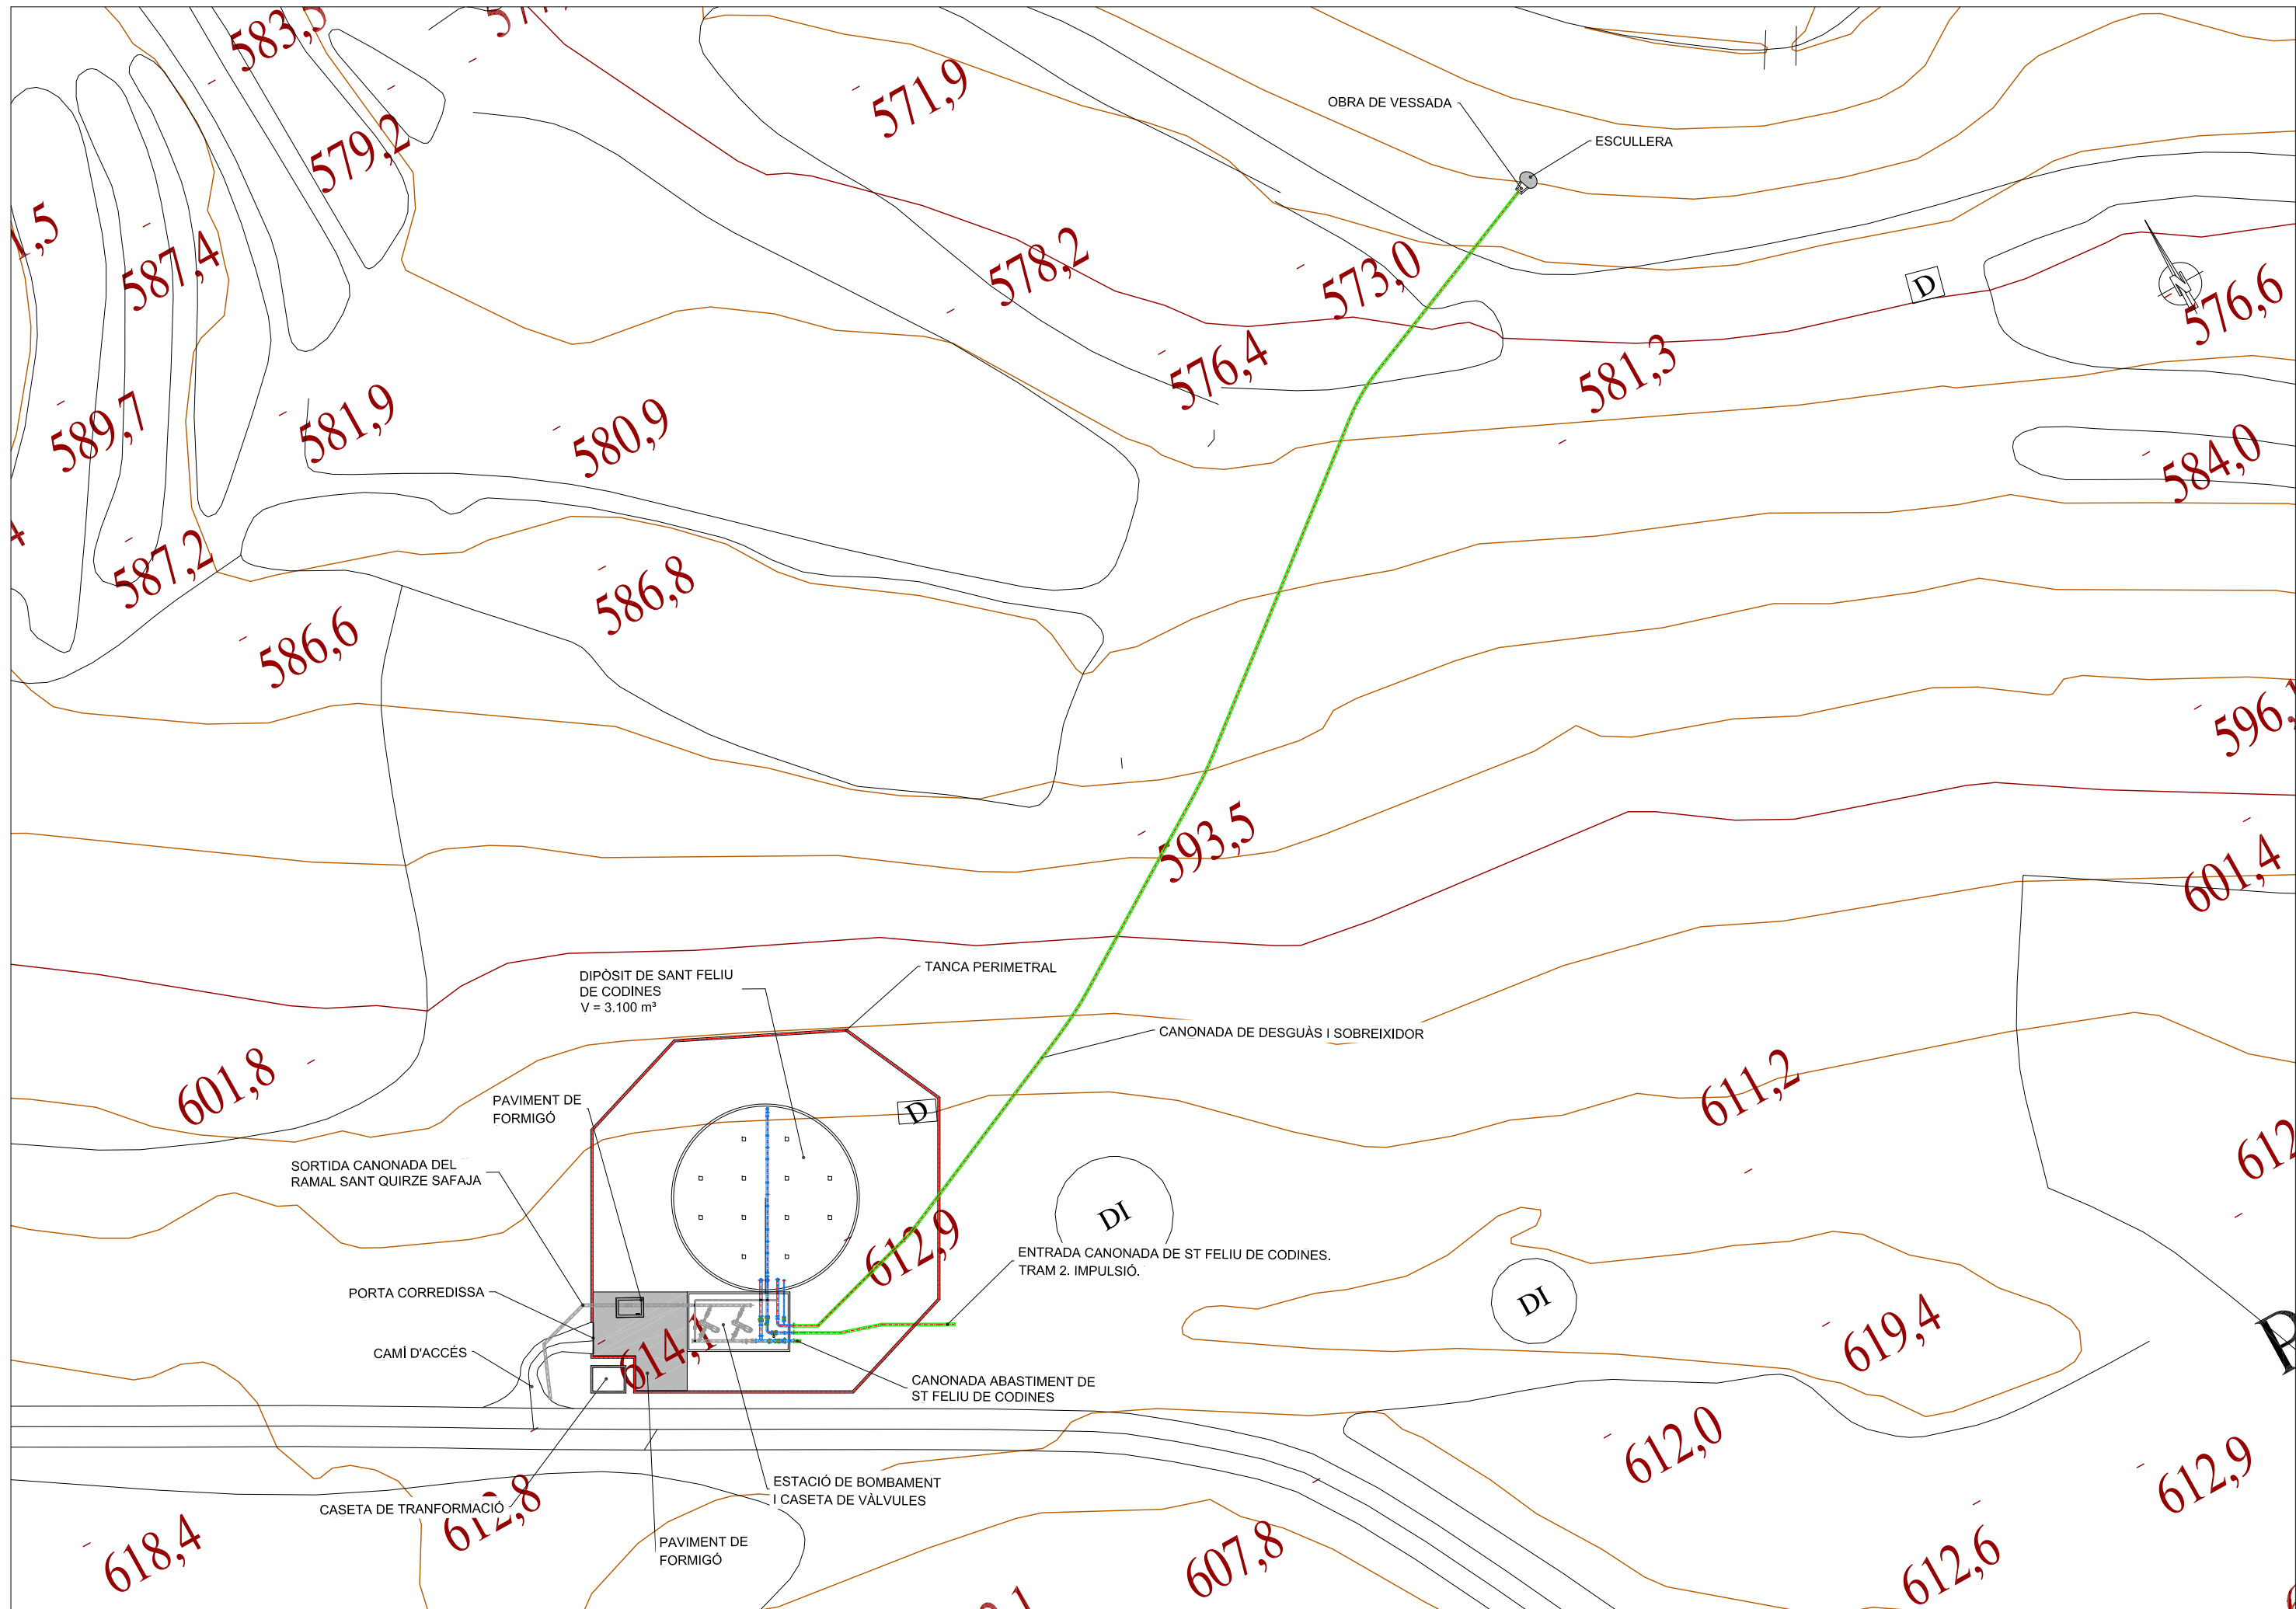 583,5
571,9
OBRA DE VESSADA
ESCULLERA
579,2
587,4
578,2
573,0
D
576,6
576,4
581,3
589,7
581,9
580,9
584,0
587,2
586,8
586,6
596,1
593,5
601,4
DIPÒSIT DE SANT FELIU
DE CODINES
V = 3.100 m³
TANCA PERIMETRAL
CANONADA DE DESGUÀS I SOBREIXIDOR
601,8
611,2
PAVIMENT DE
FORMIGÓ
D
SORTIDA CANONADA DEL
RAMAL SANT QUIRZE SAFAJA
DI
612,9
ENTRADA CANONADA DE ST FELIU DE CODINES.
TRAM 2. IMPULSIÓ.
PORTA CORREDISSA
DI
619,4
614,1
CAMÍ D'ACCÉS
CANONADA ABASTIMENT DE
ST FELIU DE CODINES
612,0
612,9
ESTACIÓ DE BOMBAMENT
I CASETA DE VÀLVULES
CASETA DE TRANFORMACIÓ
612,8
618,4
PAVIMENT DE
FORMIGÓ
607,8
612,6